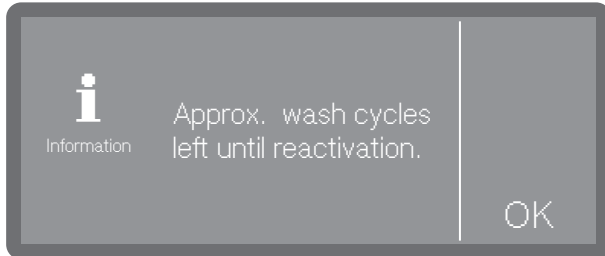 i
Information
Approx.  wash cycles
left until reactivation.
OK